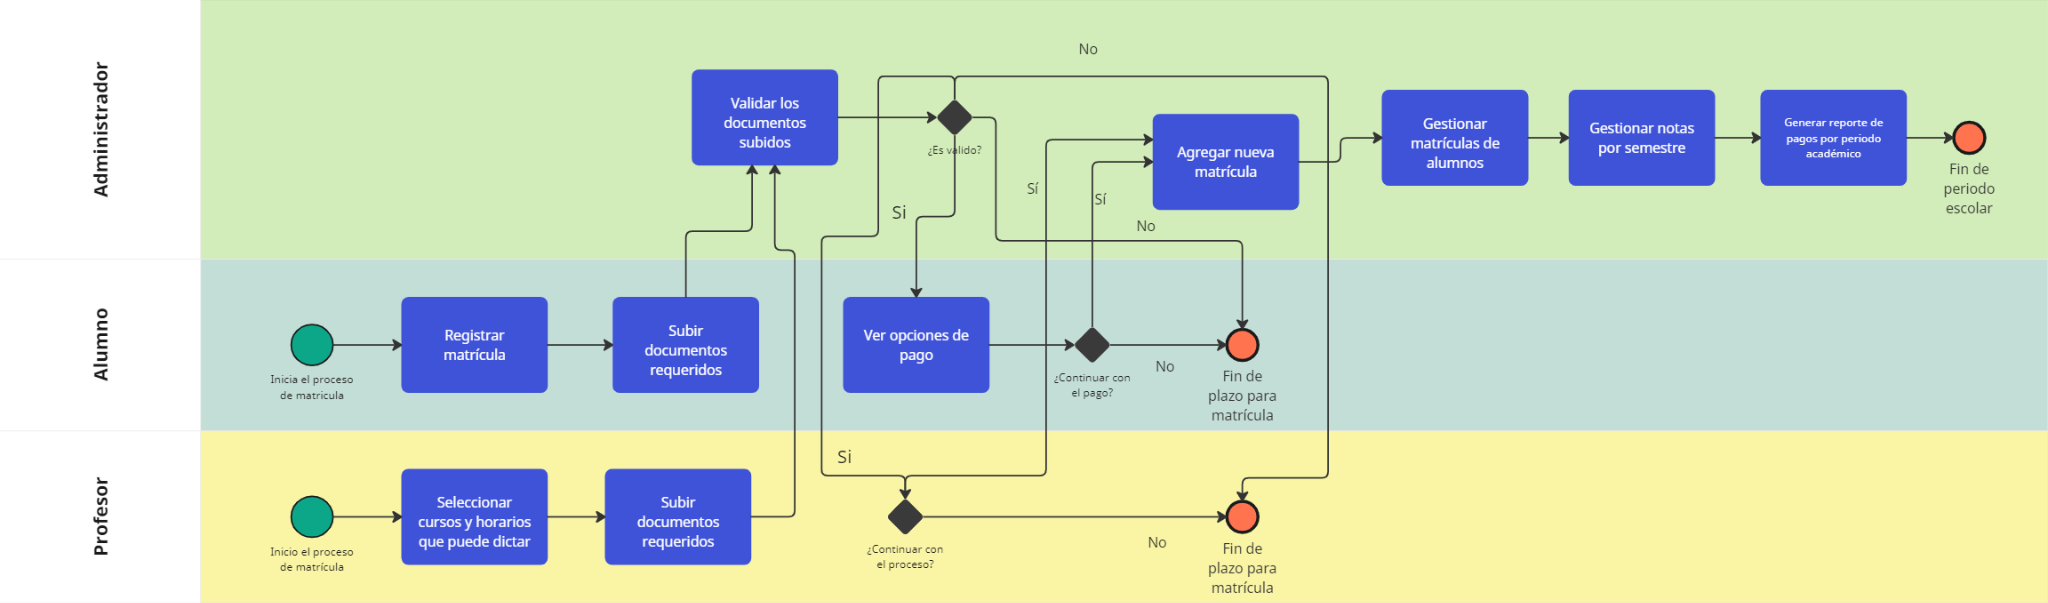 Administrador
No
Validar los
documentos
subidos
¿Es valido?
Si
Sí
Sí
No
Agregar nueva
matrícula
Gestionar
matrículas de
alumnos
Gestionar notas
por semestre
Generar reporte de
pagos por periodo
académico
Fin de
periodo
escolar
Alumno
Inicia el proceso
de matricula
Registrar
matrícula
Subir
documentos
requeridos
Ver opciones de
pago
¿Continuar con
el pago?
No
Fin de
plazo para
matrícula
Profesor
Inicio el proceso
de matrícula
Seleccionar
cursos y horarios
que puede dictar
Subir
documentos
requeridos
Si
¿Continuar con
el proceso?
No
Fin de
plazo para
matrícula